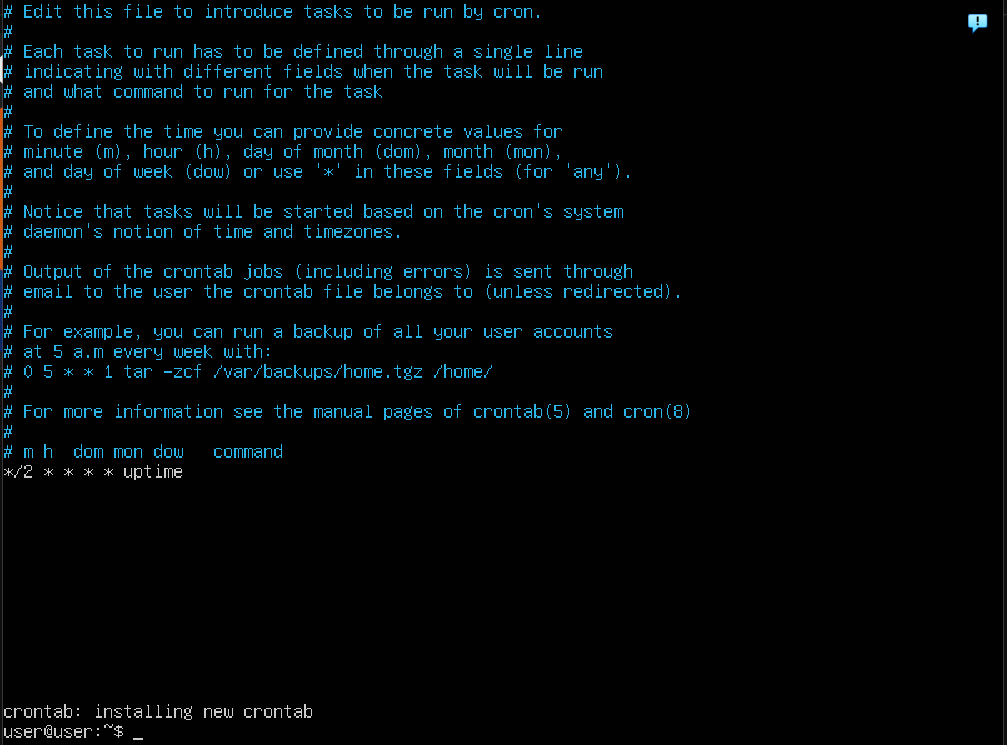 # Edit this file to introduce tasks to be run by cron.
#
# Each task to run has to be defined through a single line
# indicating with different fields when the task will be run
# and what command to run for the task
#
# To define the time you can provide concrete values for
# minute (m), hour (h), day of month (dom), month (mon),
# and day of week (dow) or use '*' in these fields (for 'any').
#
# Notice that tasks will be started based on the cron's system
# daemon's notion of time and timezones.
#
# Output of the crontab jobs (including errors) is sent through
# email to the user the crontab file belongs to (unless redirected).
#
# For example, you can run a backup of all your user accounts
# at 5 a.m every week with:
# 0 5 * * 1 tar -zcf /var/backups/home.tgz /home/
#
# For more information see the manual pages of crontab(5) and cron(8)
#
# m h  dom mon dow   command
*/2 * * * * uptime
crontab: installing new crontab
user@user:~$ _